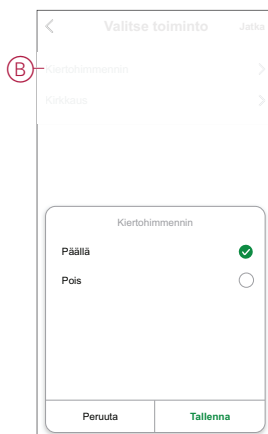 Valitse toiminto Jatka
B Kiertohimmennin
Kirkkaus
Kiertohimmennin
Päällä
Pois
Peruuta Tallenna